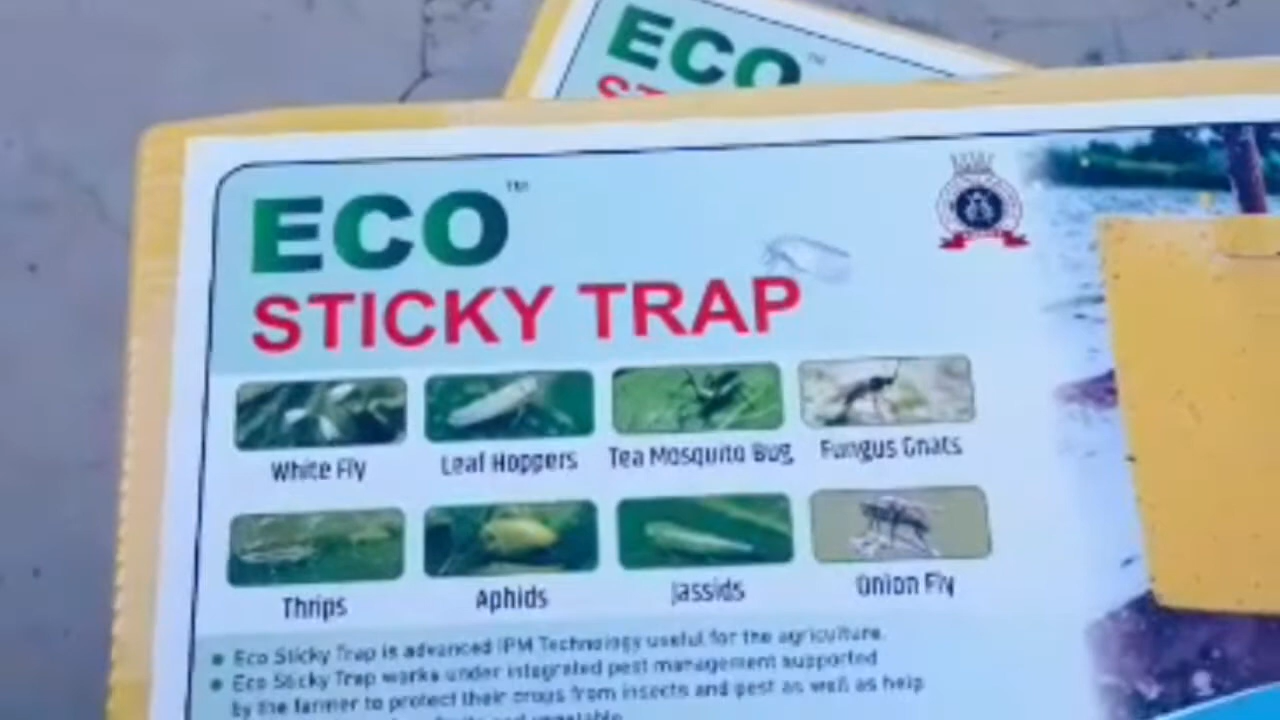 ECO™
ECO™
STICKY TRAP
White Fly
Leaf Hoppers
Tea Mosquito Bug
Fungus Gnats
Thrips
Aphids
Jassids
Onion Fly
Eco Sticky Trap is advanced IPM Technology useful for the agriculture.
Eco Sticky Trap works under integrated pest management supported
by the farmer to protect their crops from insects and pest as well as help